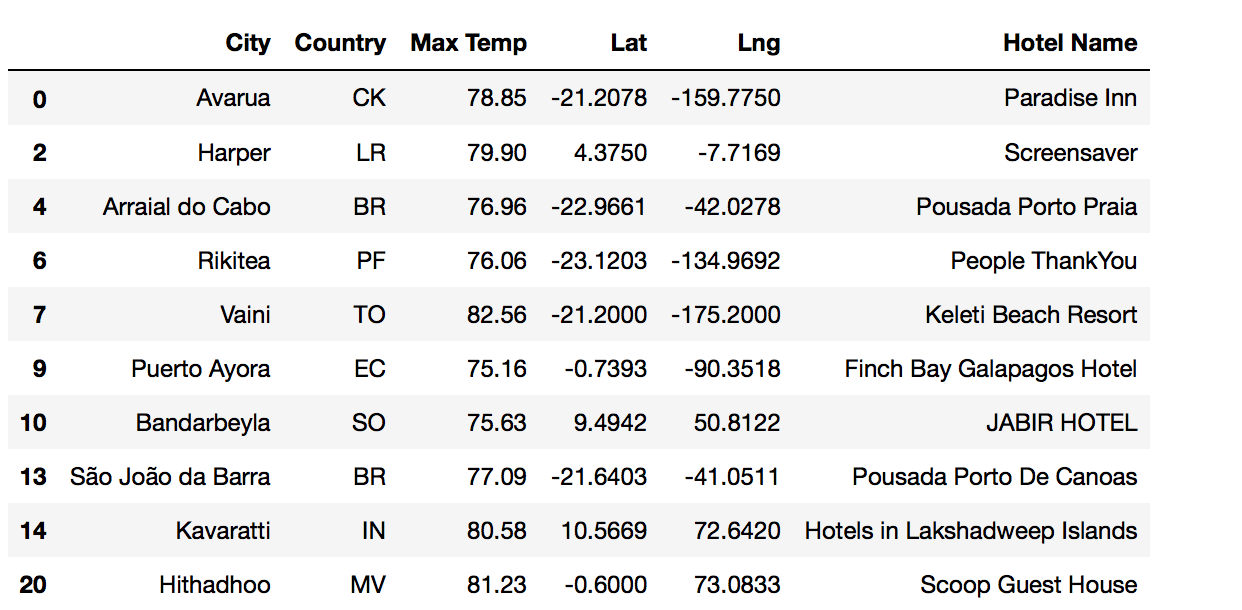 City Country Max Temp Lat Lng Hotel Name
0 Avarua CK 78.85 -21.2078 -159.7750 Paradise Inn
2 Harper LR 79.90 4.3750 -7.7169 Screensaver
4 Arraial do Cabo BR 76.96 -22.9661 -42.0278 Pousada Porto Praia
6 Rikitea PF 76.06 -23.1203 -134.9692 People ThankYou
7 Vaini TO 82.56 -21.2000 -175.2000 Keleti Beach Resort
9 Puerto Ayora EC 75.16 -0.7393 -90.3518 Finch Bay Galapagos Hotel
10 Bandarbeyla SO 75.63 9.4942 50.8122 JABIR HOTEL
13 São João da Barra BR 77.09 -21.6403 -41.0511 Pousada Porto De Canoas
14 Kavaratti IN 80.58 10.5669 72.6420 Hotels in Lakshadweep Islands
20 Hithadhoo MV 81.23 -0.6000 73.0833 Scoop Guest House